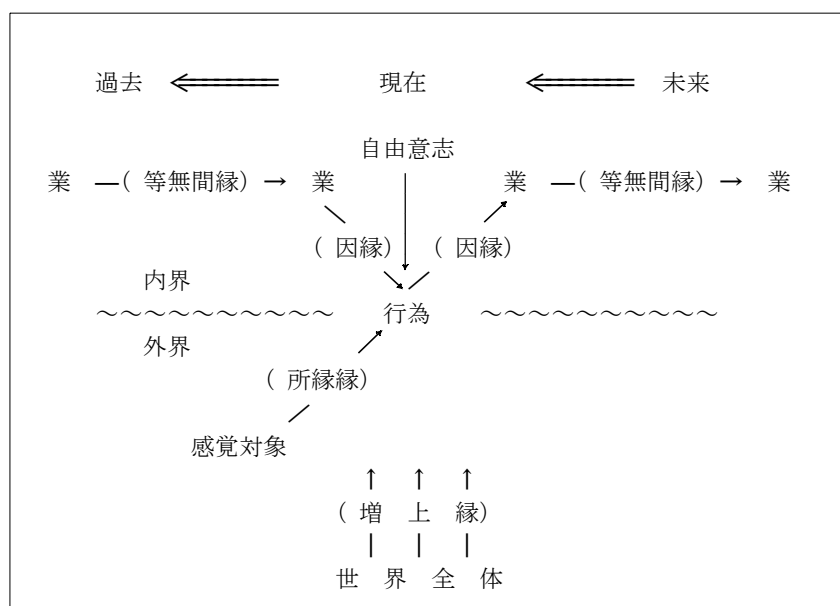 過去 ⇐ 現在 ⇐ 未来
自由意志
業 ―( 等無間縁) → 業 業 ―( 等無間縁) → 業
( 因縁) ( 因縁)
内界
~~~~~~~~~~ 行為 ~~~~~~~~~~
外界
( 所縁縁)
感覚対象
↑ ↑ ↑
( 増 上 縁)
世 界 全 体